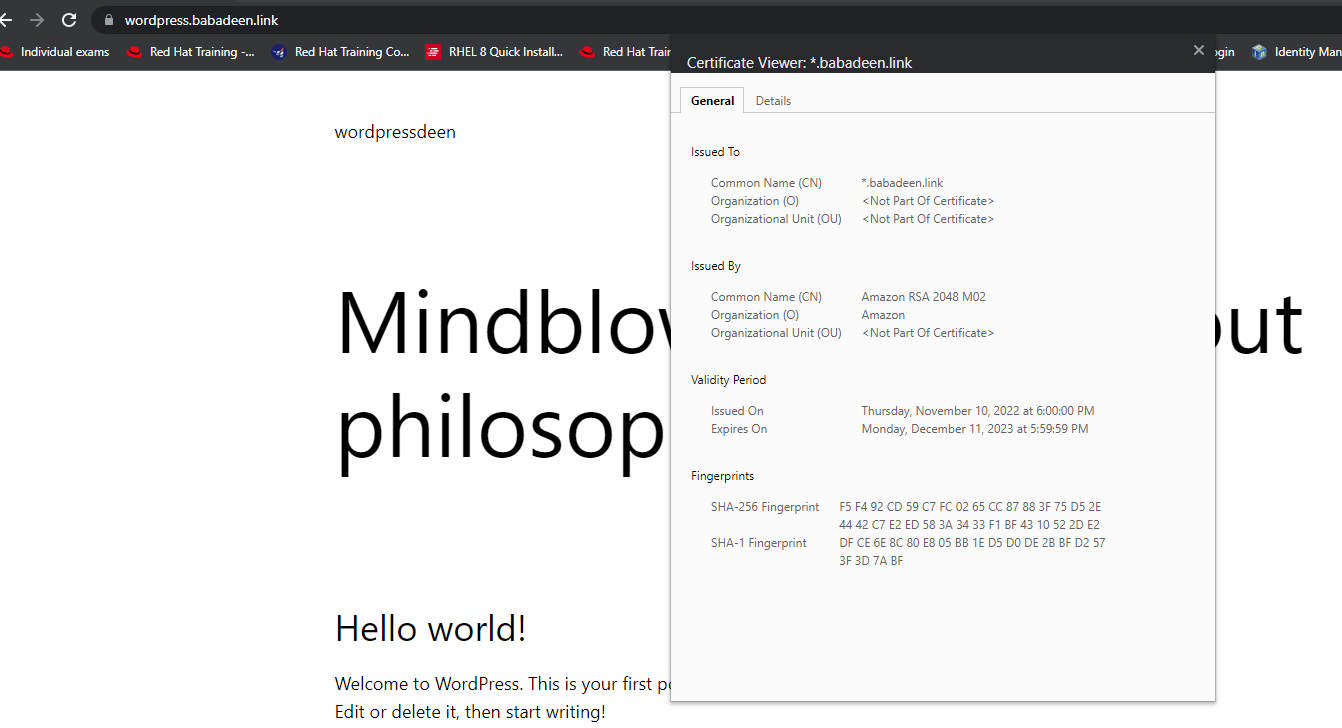 wordpress.babadeen.link
Individual exams Red Hat Training -... Red Hat Training Co... RHEL 8 Quick Install... Red Hat Train ogin Identity Man
Certificate Viewer: *.babadeen.link
General Details
wordpressdeen
Issued To
Common Name (CN) *.babadeen.link
Organization (O) <Not Part Of Certificate>
Organizational Unit (OU) <Not Part Of Certificate>
Issued By
Common Name (CN) Amazon RSA 2048 M02
Organization (O) Amazon
Organizational Unit (OU) <Not Part Of Certificate>
Mindblow out
philosop
Validity Period
Issued On Thursday, November 10, 2022 at 6:00:00 PM
Expires On Monday, December 11, 2023 at 5:59:59 PM
Fingerprints
SHA-256 Fingerprint F5 F4 92 CD 59 C7 FC 02 65 CC 87 88 3F 75 D5 2E
44 42 C7 E2 ED 58 3A 34 33 F1 BF 43 10 52 2D E2
SHA-1 Fingerprint DF CE 6E 8C 80 E8 05 BB 1E D5 D0 DE 2B BF D2 57
3F 3D 7A BF
Hello world!
Welcome to WordPress. This is your first p
Edit or delete it, then start writing!